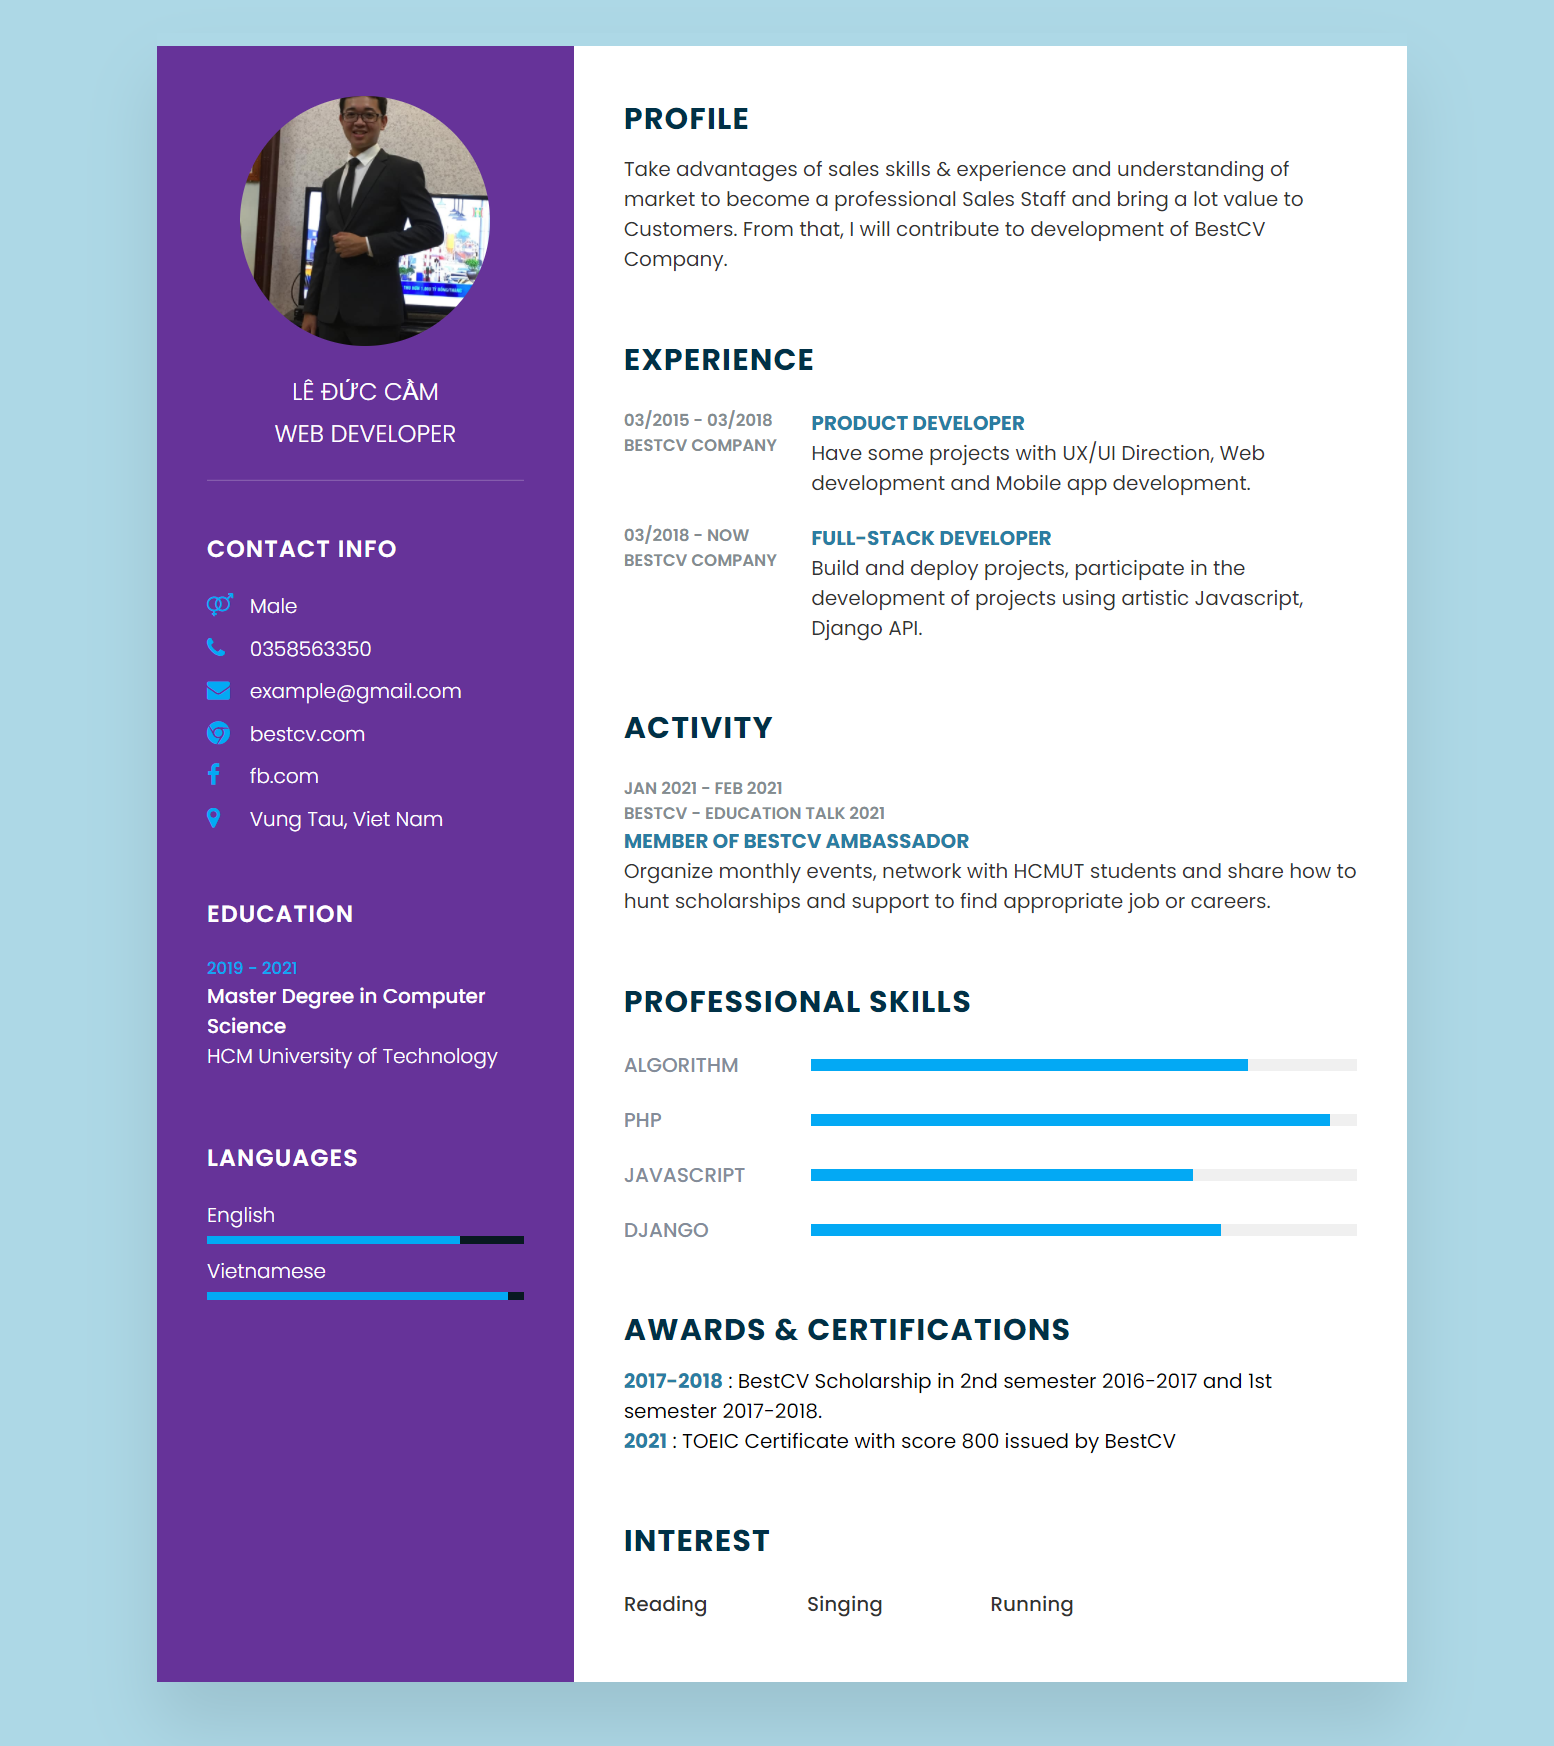 LÊ ĐỨC CẦM
WEB DEVELOPER
CONTACT INFO
Male
0358563350
example@gmail.com
bestcv.com
fb.com
Vung Tau, Viet Nam
EDUCATION
2019 - 2021
Master Degree in Computer
Science
HCM University of Technology
LANGUAGES
English
Vietnamese
PROFILE
Take advantages of sales skills & experience and understanding of
market to become a professional Sales Staff and bring a lot value to
Customers. From that, I will contribute to development of BestCV
Company.
EXPERIENCE
03/2015 - 03/2018
BESTCV COMPANY
PRODUCT DEVELOPER
Have some projects with UX/UI Direction, Web
development and Mobile app development.
03/2018 - NOW
BESTCV COMPANY
FULL-STACK DEVELOPER
Build and deploy projects, participate in the
development of projects using artistic Javascript,
Django API.
ACTIVITY
JAN 2021 - FEB 2021
BESTCV - EDUCATION TALK 2021
MEMBER OF BESTCV AMBASSADOR
Organize monthly events, network with HCMUT students and share how to
hunt scholarships and support to find appropriate job or careers.
PROFESSIONAL SKILLS
ALGORITHM
PHP
JAVASCRIPT
DJANGO
AWARDS & CERTIFICATIONS
2017-2018 : BestCV Scholarship in 2nd semester 2016-2017 and 1st
semester 2017-2018.
2021 : TOEIC Certificate with score 800 issued by BestCV
INTEREST
Reading
Singing
Running